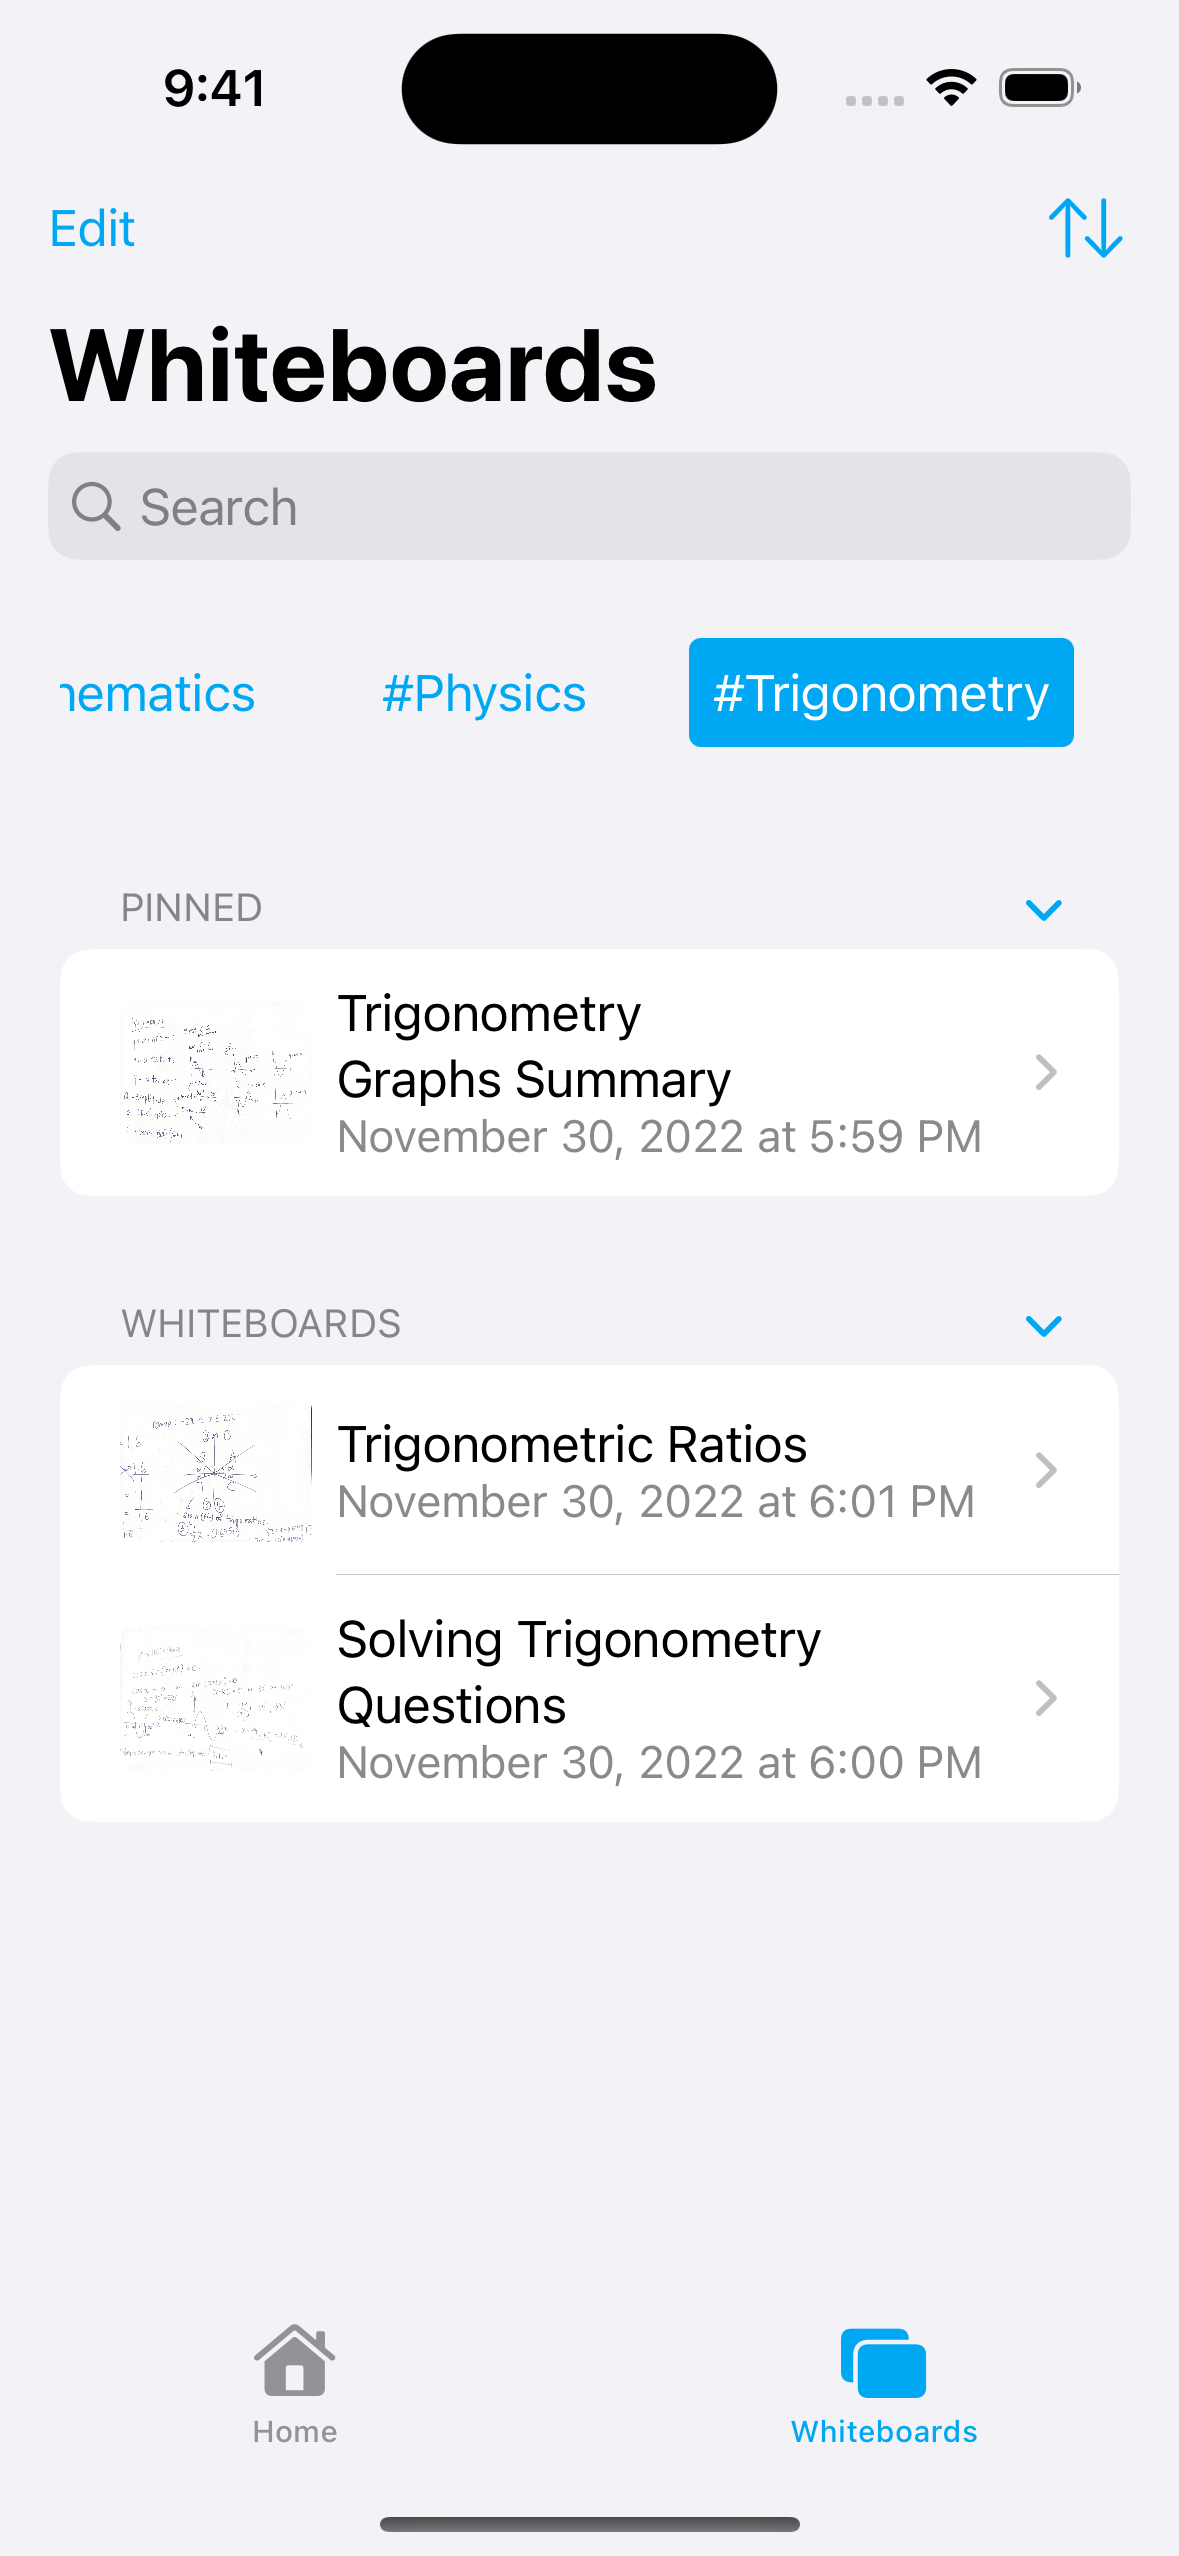 9:41
Edit
Whiteboards
Search
hematics #Physics #Trigonometry
PINNED
Trigonometry
Graphs Summary
November 30, 2022 at 5:59 PM
WHITEBOARDS
Trigonometric Ratios
November 30, 2022 at 6:01 PM
Solving Trigonometry
Questions
November 30, 2022 at 6:00 PM
Home Whiteboards